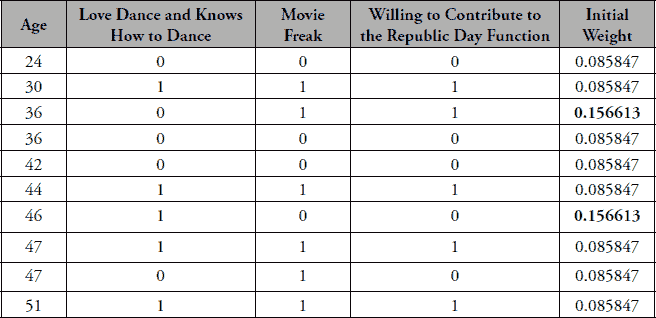 Age Love Dance and Knows How to Dance Movie Freak Willing to Contribute to the Republic Day Function Initial Weight
24 0 0 0 0.085847
30 1 1 1 0.085847
36 0 1 1 0.156613
36 0 0 0 0.085847
42 0 0 0 0.085847
44 1 1 1 0.085847
46 1 0 0 0.156613
47 1 1 1 0.085847
47 0 1 0 0.085847
51 1 1 1 0.085847